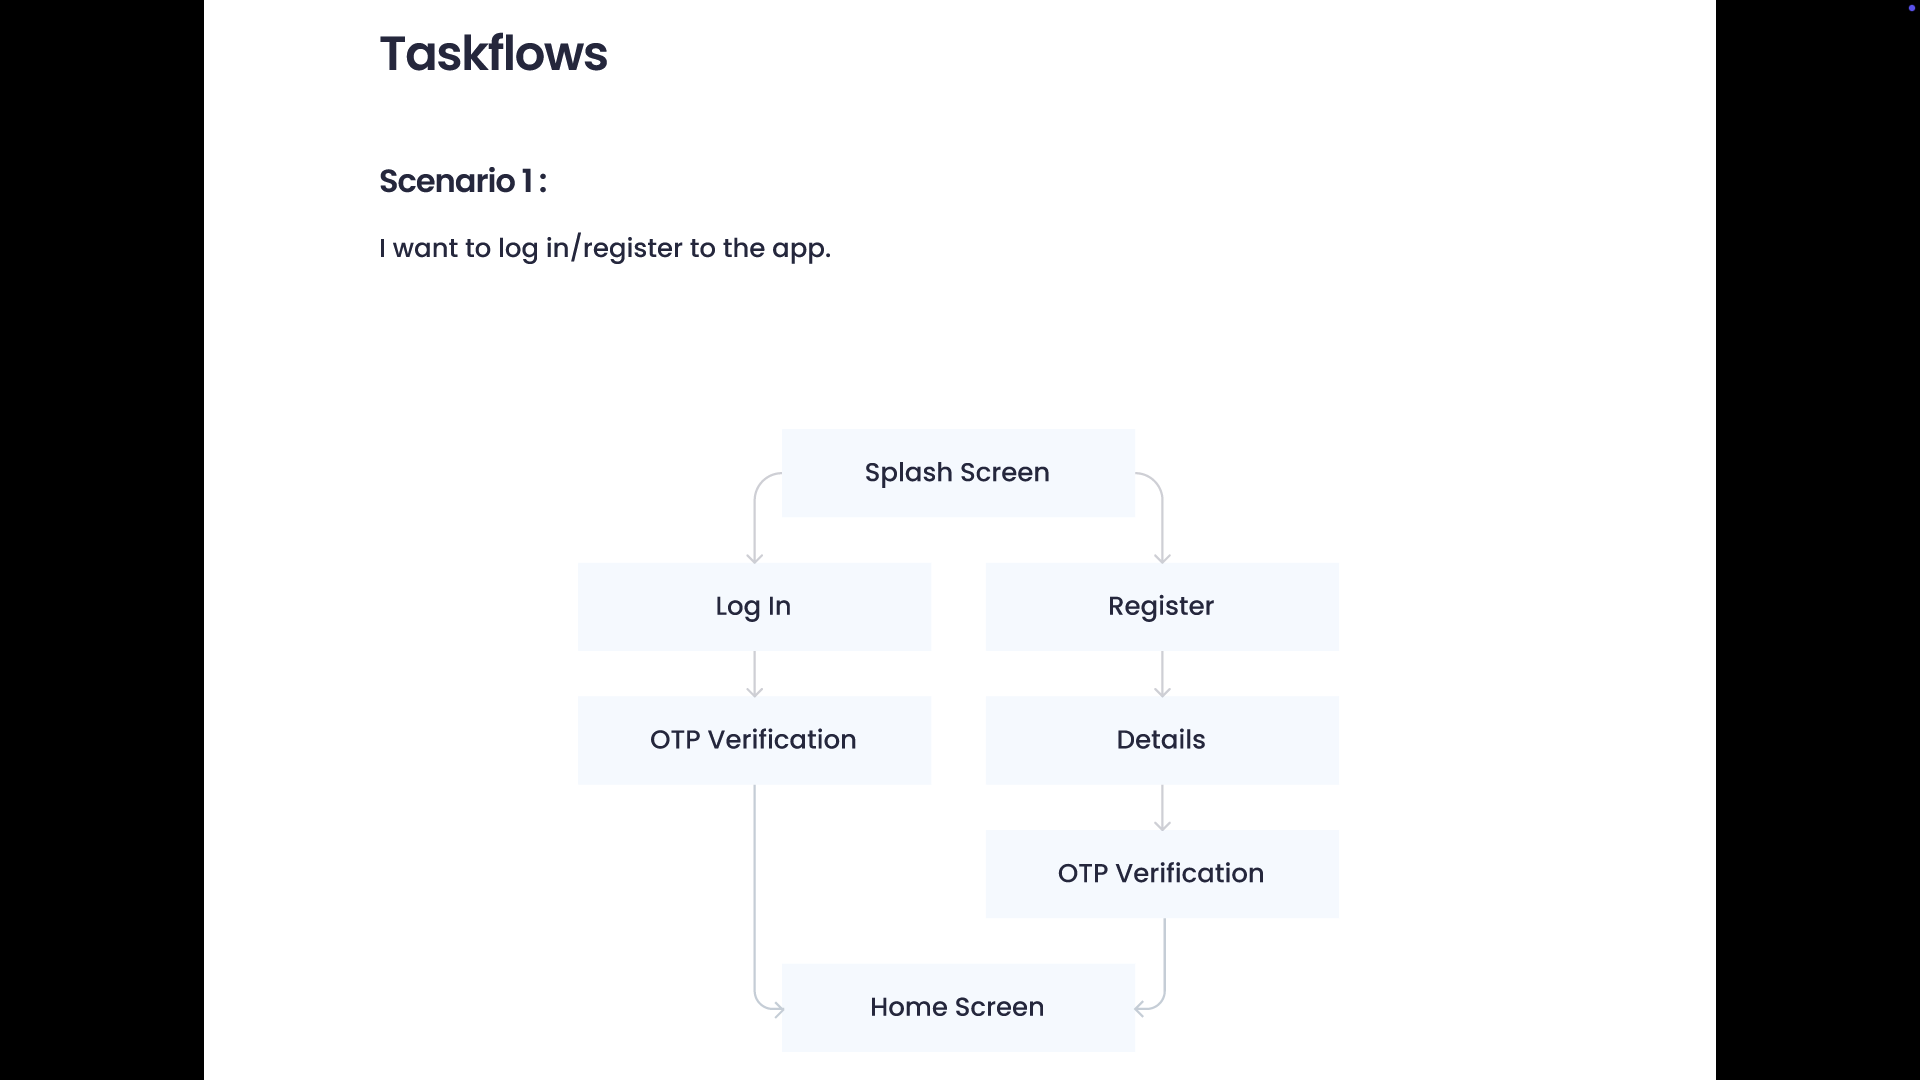 Taskflows
Scenario 1 :
I want to log in/register to the app.
Splash Screen
Log In
Register
OTP Verification
Details
OTP Verification
Home Screen